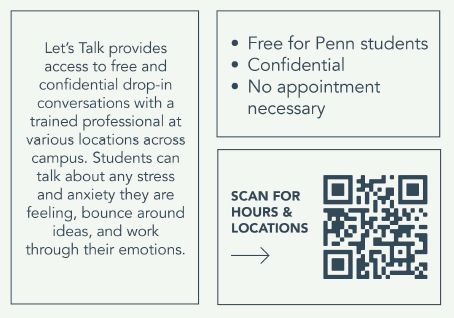 Let's Talk provides
access to free and
confidential drop-in
conversations with a
trained professional at
various locations across
campus. Students can
talk about any stress
and anxiety they are
feeling, bounce around
ideas, and work
through their emotions.
• Free for Penn students
• Confidential
• No appointment
necessary
SCAN FOR
HOURS &
LOCATIONS